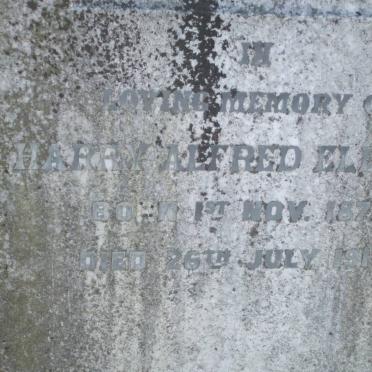 IN
LOVING MEMORY
HARRY ALFRED
BORN 1ST NOV.
DIED 26TH JULY